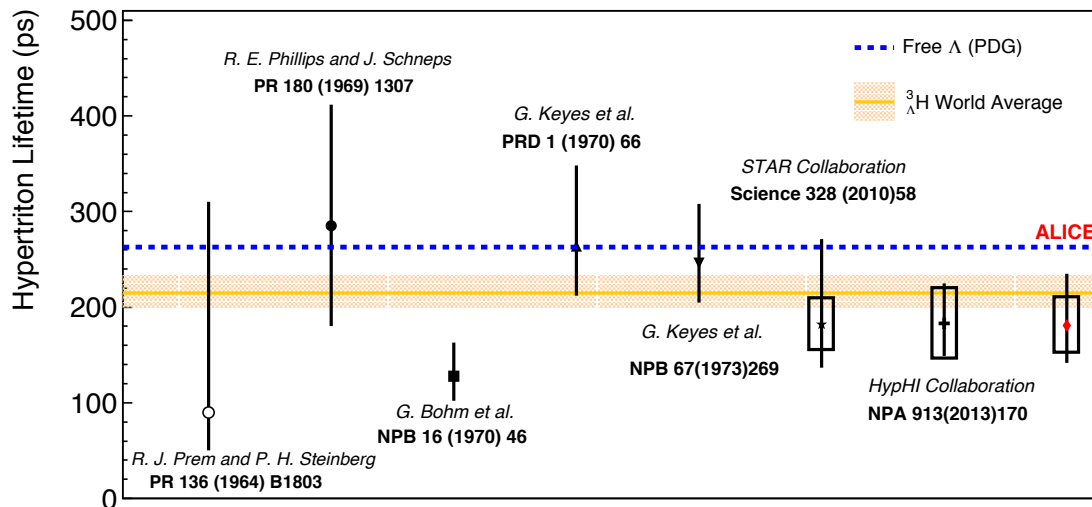 Hypertriton Lifetime (ps)
500
400
300
200
100
0
R. E. Phillips and J. Schneps
PR 180 (1969) 1307
G. Keyes et al.
PRD 1 (1970) 66
Free Λ (PDG)
³ΛH World Average
STAR Collaboration
Science 328 (2010)58
ALICE
G. Keyes et al.
NPB 67(1973)269
HypHI Collaboration
NPA 913(2013)170
G. Bohm et al.
NPB 16 (1970) 46
R. J. Prem and P. H. Steinberg
PR 136 (1964) B1803